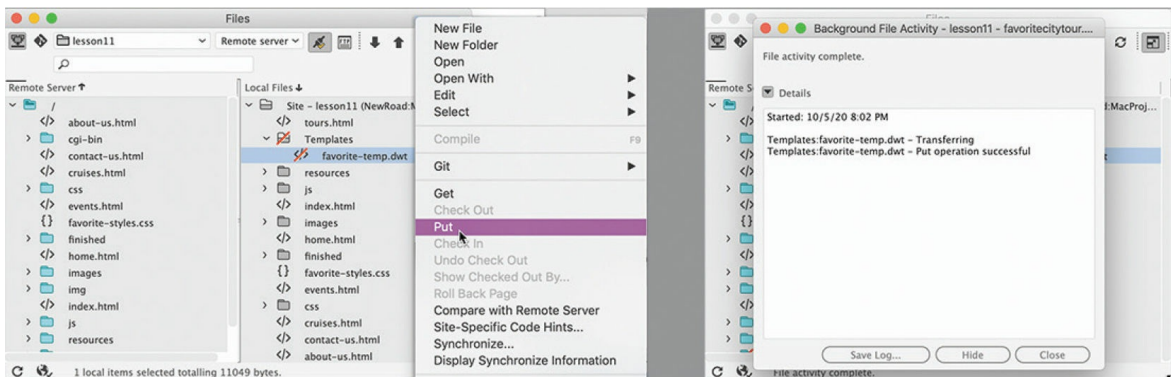 Files
lesson11
Remote server
Remote Server
Local Files
/
about-us.html
cgi-bin
contact-us.html
cruises.html
css
events.html
favorite-styles.css
finished
home.html
images
img
index.html
js
resources
Site - lesson11 (NewRoad:M
tours.html
Templates
favorite-temp.dwt
resources
js
index.html
images
home.html
finished
favorite-styles.css
events.html
css
cruises.html
contact-us.html
about-us.html
1 local items selected totalling 11049 bytes.
New File
New Folder
Open
Open With
Edit
Select
Compile F9
Git
Get
Check Out
Put
Check In
Undo Check Out
Show Checked Out By...
Roll Back Page
Compare with Remote Server
Site-Specific Code Hints...
Synchronize...
Display Synchronize Information
Background File Activity - lesson11 - favoritecitytour....
File activity complete.
Details
Started: 10/5/20 8:02 PM
Templates:favorite-temp.dwt - Transferring
Templates:favorite-temp.dwt - Put operation successful
Save Log...
Hide
Close
Remote S
:MacProj...
File activity complete.